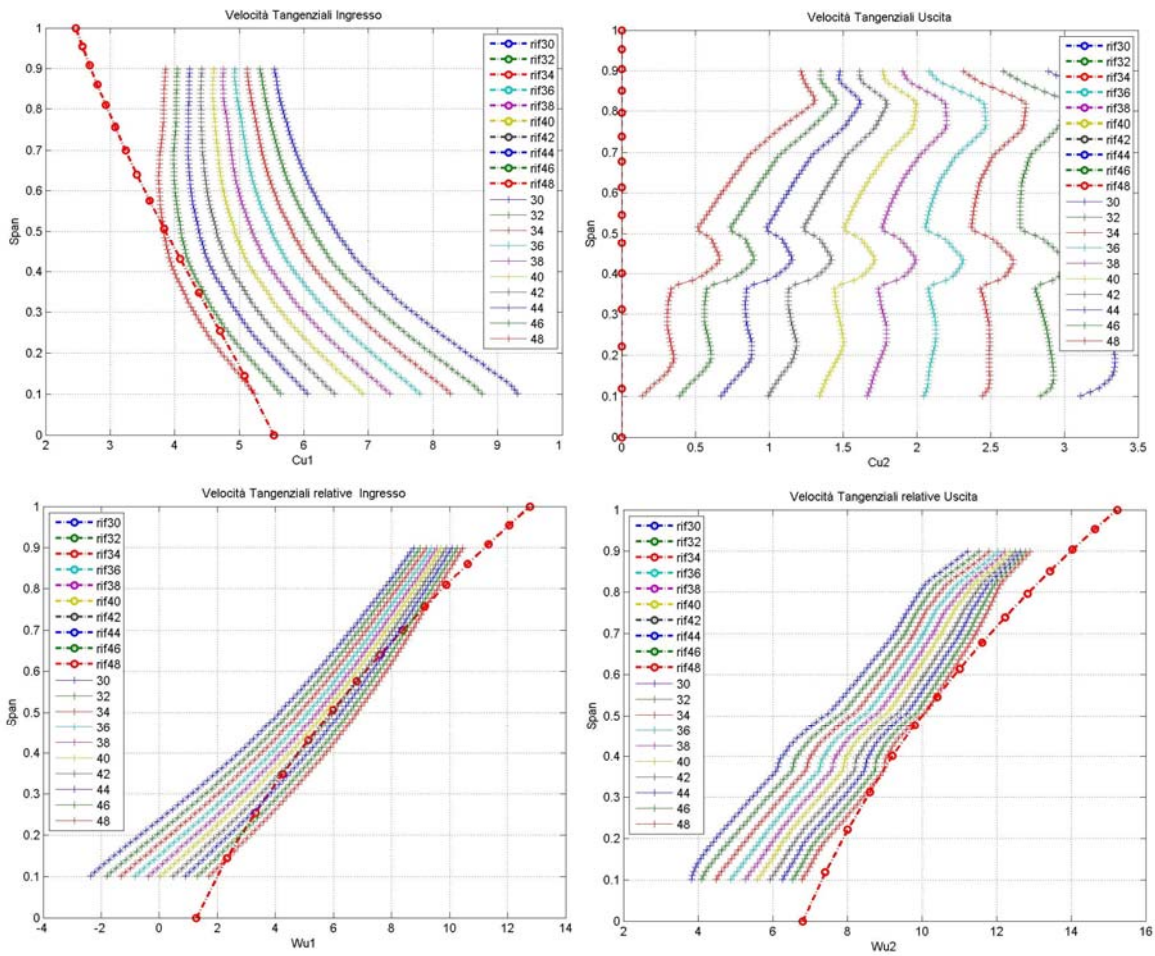 Velocità Tangenziali Ingresso
1
0.9
0.8
0.7
0.6
0.5
0.4
0.3
0.2
0.1
0
Span
2 3 4 5 6 7 8 9 10
Cu1
rif30
rif32
rif34
rif36
rif38
rif40
rif42
rif44
rif46
rif48
30
32
34
36
38
40
42
44
46
48
Velocità Tangenziali Uscita
1
0.9
0.8
0.7
0.6
0.5
0.4
0.3
0.2
0.1
0
Span
0 0.5 1 1.5 2 2.5 3 3.5
Cu2
rif30
rif32
rif34
rif36
rif38
rif40
rif42
rif44
rif46
rif48
30
32
34
36
38
40
42
44
46
48
Velocità Tangenziali relative Ingresso
1
0.9
0.8
0.7
0.6
0.5
0.4
0.3
0.2
0.1
0
Span
-4 -2 0 2 4 6 8 10 12 14
Wu1
rif30
rif32
rif34
rif36
rif38
rif40
rif42
rif44
rif46
rif48
30
32
34
36
38
40
42
44
46
48
Velocità Tangenziali relative Uscita
1
0.9
0.8
0.7
0.6
0.5
0.4
0.3
0.2
0.1
0
Span
2 4 6 8 10 12 14 16
Wu2
rif30
rif32
rif34
rif36
rif38
rif40
rif42
rif44
rif46
rif48
30
32
34
36
38
40
42
44
46
48